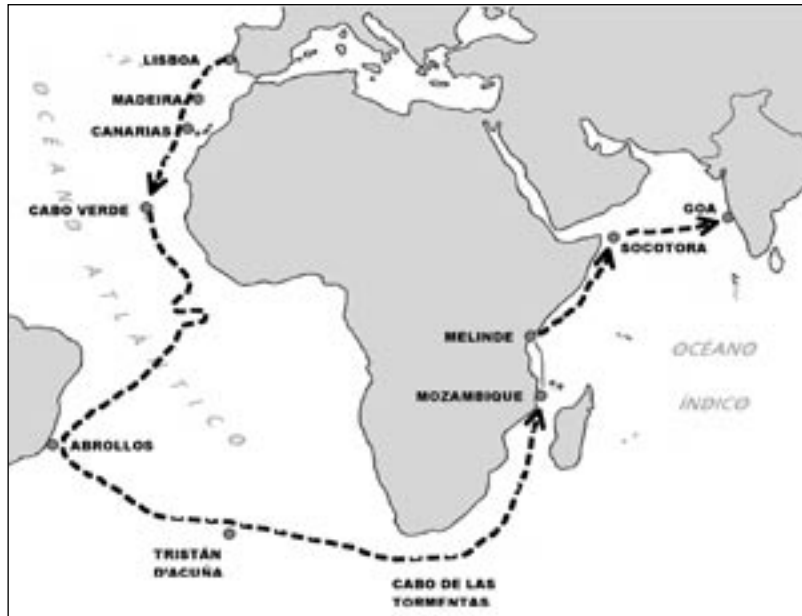 LISBOA
MADEIRA
CANARIAS
CABO VERDE
OCÉANO ATLÁNTICO
GOA
SOCOTORA
MELINDE
OCÉANO
ÍNDICO
MOZAMBIQUE
ABROLLOS
TRISTÁN
D'ACUÑA
CABO DE LAS
TORMENTAS